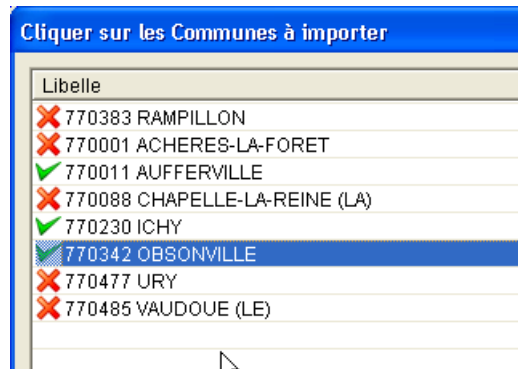 Cliquer sur les Communes à importer
Libelle
770383 RAMPILLON
770001 ACHERES-LA-FORET
770011 AUFFERVILLE
770088 CHAPELLE-LA-REINE (LA)
770230 ICHY
770342 OBSONVILLE
770477 URY
770485 VAUDOUE (LE)